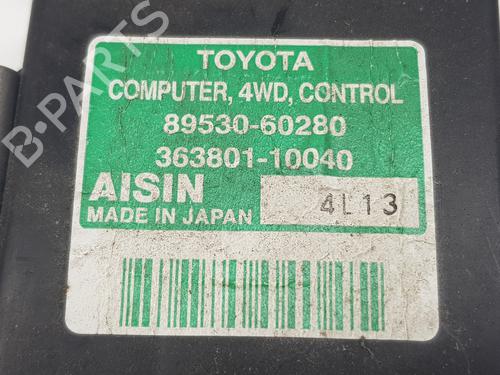 B-PARTS
TOYOTA
COMPUTER, 4WD, CONTROL
89530-60280
363801-10040
AISIN
MADE IN JAPAN
4L13